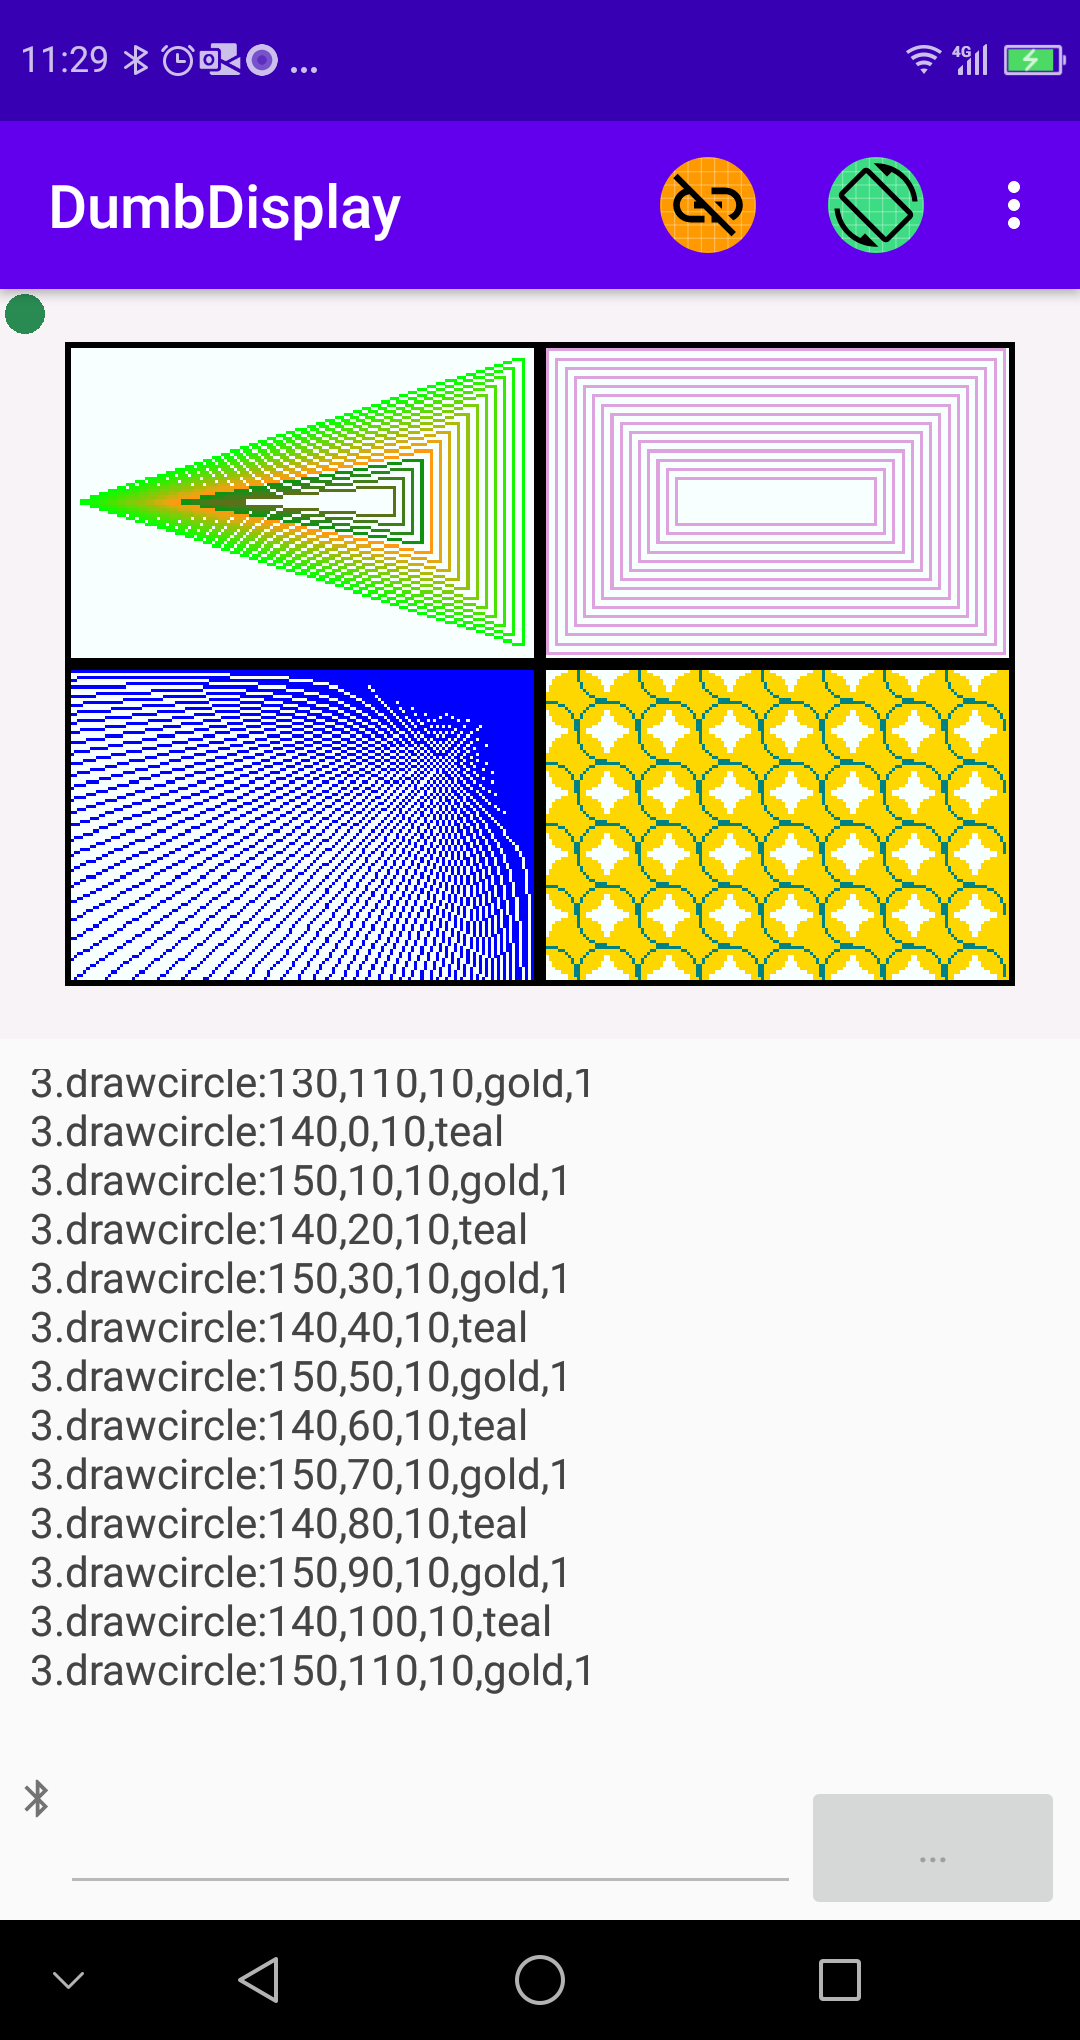 11:29
4G
DumbDisplay
3.drawcircle:130,110,10,gold,1
3.drawcircle:140,0,10,teal
3.drawcircle:150,10,10,gold,1
3.drawcircle:140,20,10,teal
3.drawcircle:150,30,10,gold,1
3.drawcircle:140,40,10,teal
3.drawcircle:150,50,10,gold,1
3.drawcircle:140,60,10,teal
3.drawcircle:150,70,10,gold,1
3.drawcircle:140,80,10,teal
3.drawcircle:150,90,10,gold,1
3.drawcircle:140,100,10,teal
3.drawcircle:150,110,10,gold,1
...